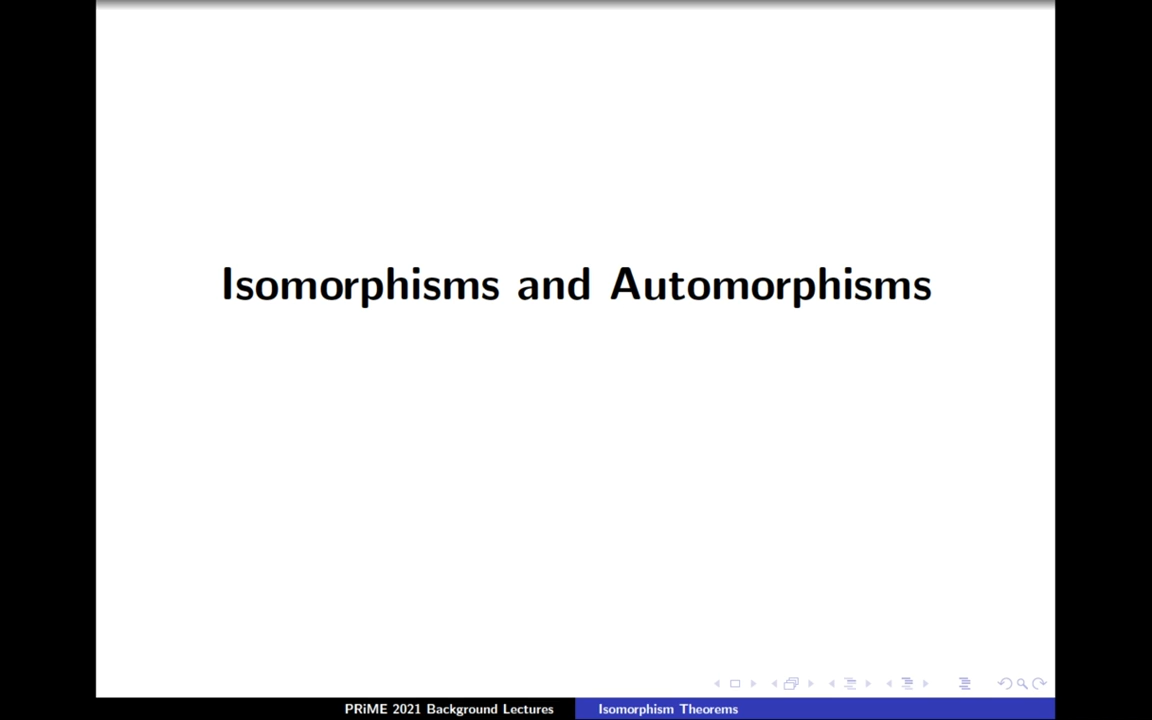 Isomorphisms and Automorphisms
PRiME 2021 Background Lectures
Isomorphism Theorems